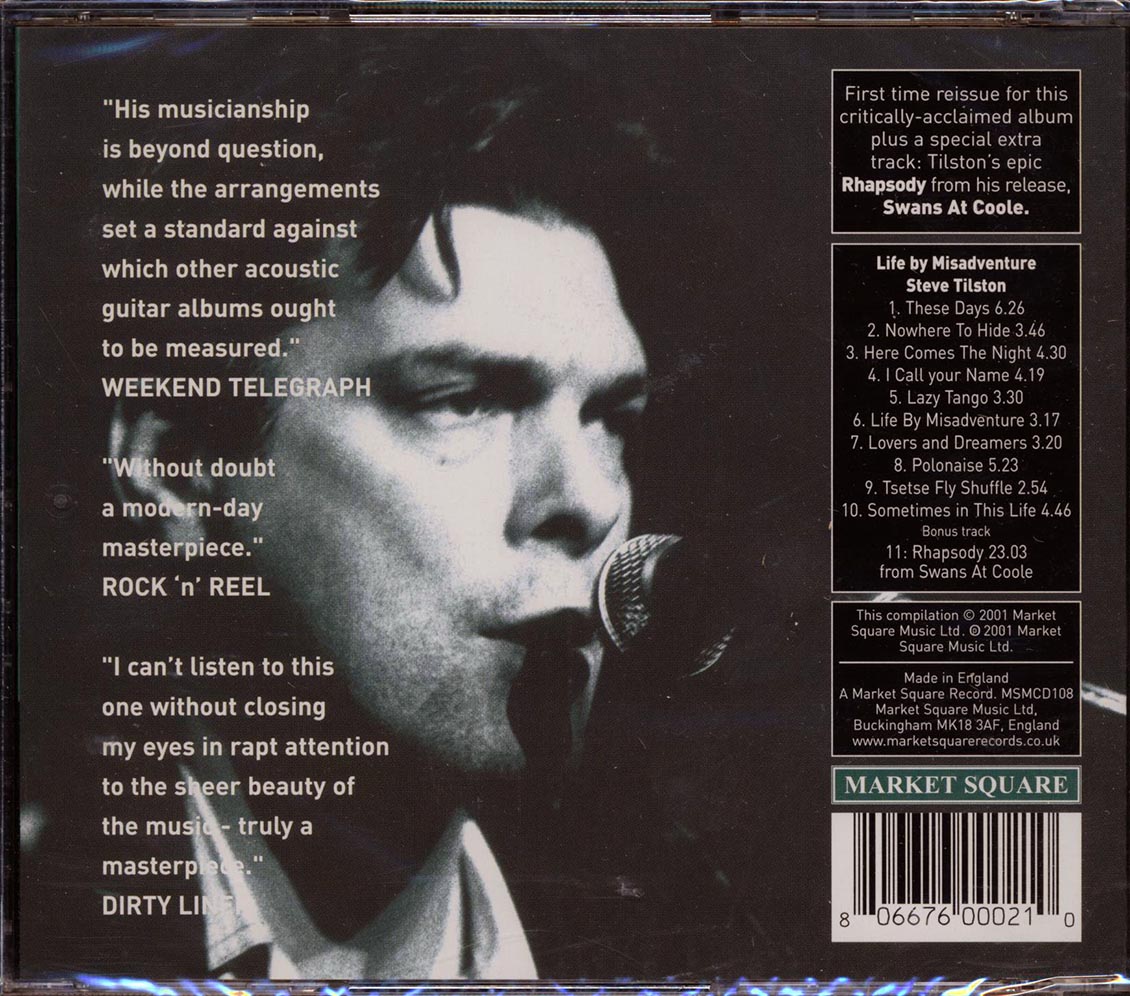 "His musicianship
is beyond question,
while the arrangements
set a standard against
which other acoustic
guitar albums ought
to be measured."
WEEKEND TELEGRAPH
"Without doubt
a modern-day
masterpiece."
ROCK ‘n’ REEL
"I can’t listen to this
one without closing
my eyes in rapt attention
to the sheer beauty of
the music - truly a
masterpiece."
DIRTY LINEN
First time reissue for this
critically-acclaimed album
plus a special extra
track: Tilston’s epic
Rhapsody from his release,
Swans At Coole.
Life by Misadventure
Steve Tilston
1. These Days 6.26
2. Nowhere To Hide 3.46
3. Here Comes The Night 4.30
4. I Call your Name 4.19
5. Lazy Tango 3.30
6. Life By Misadventure 3.17
7. Lovers and Dreamers 3.20
8. Polonaise 5.23
9. Tsetse Fly Shuffle 2.54
10. Sometimes in This Life 4.46
Bonus track
11: Rhapsody 23.03
from Swans At Coole
This compilation © 2001 Market
Square Music Ltd. ℗ 2001 Market
Square Music Ltd.
Made in England
A Market Square Record. MSMCD108
Market Square Music Ltd,
Buckingham MK18 3AF, England
www.marketsquarerecords.co.uk
MARKET SQUARE
8 06676 00021 0